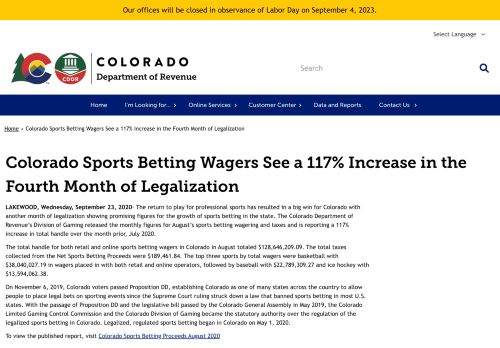 Our offices will be closed in observance of Labor Day on September 4, 2023.
Select Language
COLORADO
Department of Revenue
CDOR
Search
Home I'm Looking for... Online Services Customer Center Data and Reports Contact Us
Home › Colorado Sports Betting Wagers See a 117% Increase in the Fourth Month of Legalization
Colorado Sports Betting Wagers See a 117% Increase in the
Fourth Month of Legalization
LAKEWOOD, Wednesday, September 23, 2020- The return to play for professional sports has resulted in a big win for Colorado with
another month of legalization showing promising figures for the growth of sports betting in the state. The Colorado Department of
Revenue's Division of Gaming released the monthly figures for August's sports betting wagering and taxes and is reporting a 117%
increase in total handle over the month prior, July 2020.
The total handle for both retail and online sports betting wagers in Colorado in August totaled $128,646,209.09. The total taxes
collected from the Net Sports Betting Proceeds were $189,461.84. The top three sports by total wagers were basketball with
$38,040,027.19 in wagers placed in with both retail and online operators, followed by baseball with $22,789,309.27 and ice hockey with
$13,594,062.38.
On November 6, 2019, Colorado voters passed Proposition DD, establishing Colorado as one of many states across the country to allow
people to place legal bets on sporting events since the Supreme Court ruling struck down a law that banned sports betting in most U.S.
states. With the passage of Proposition DD and the legislative bill passed by the Colorado General Assembly in May 2019, the Colorado
Limited Gaming Control Commission and the Colorado Division of Gaming became the statutory authority over the regulation of the
legalized sports betting in Colorado. Legalized, regulated sports betting began in Colorado on May 1, 2020.
To view the published report, visit Colorado Sports Betting Proceeds August 2020